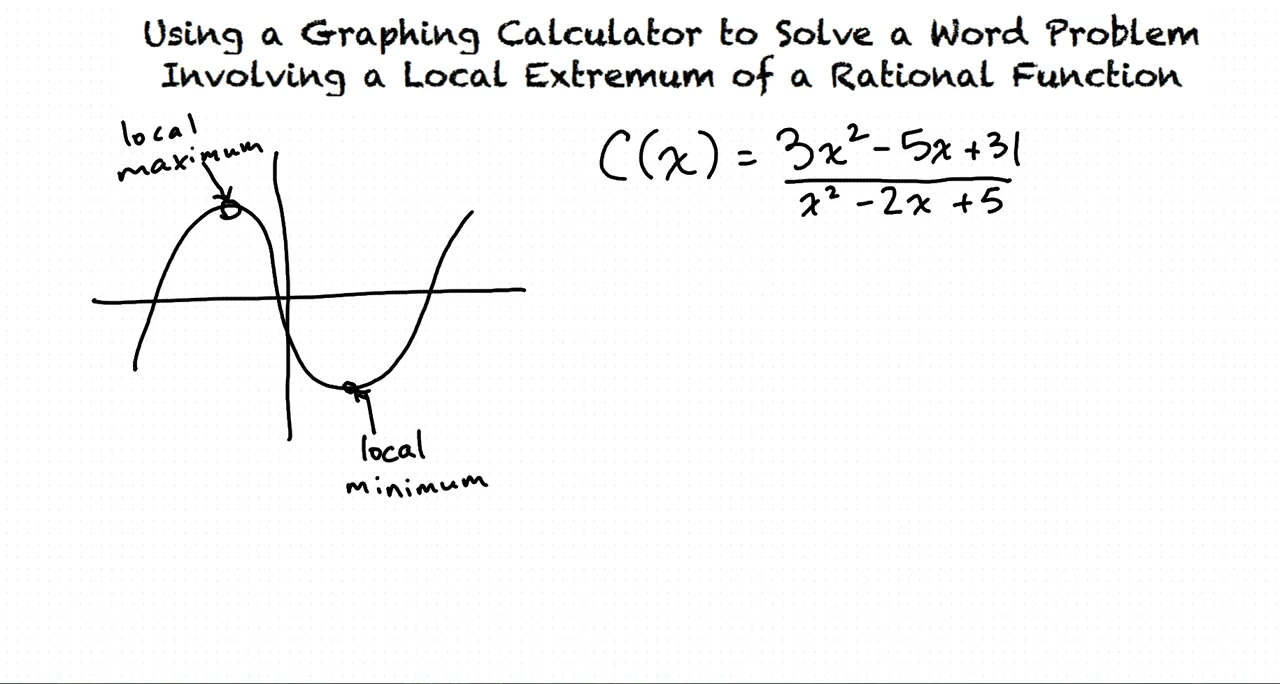 Using a Graphing Calculator to Solve a Word Problem
Involving a Local Extremum of a Rational Function
local
maximum
C(x) = 3x² - 5x + 31
x² - 2x + 5
local
minimum